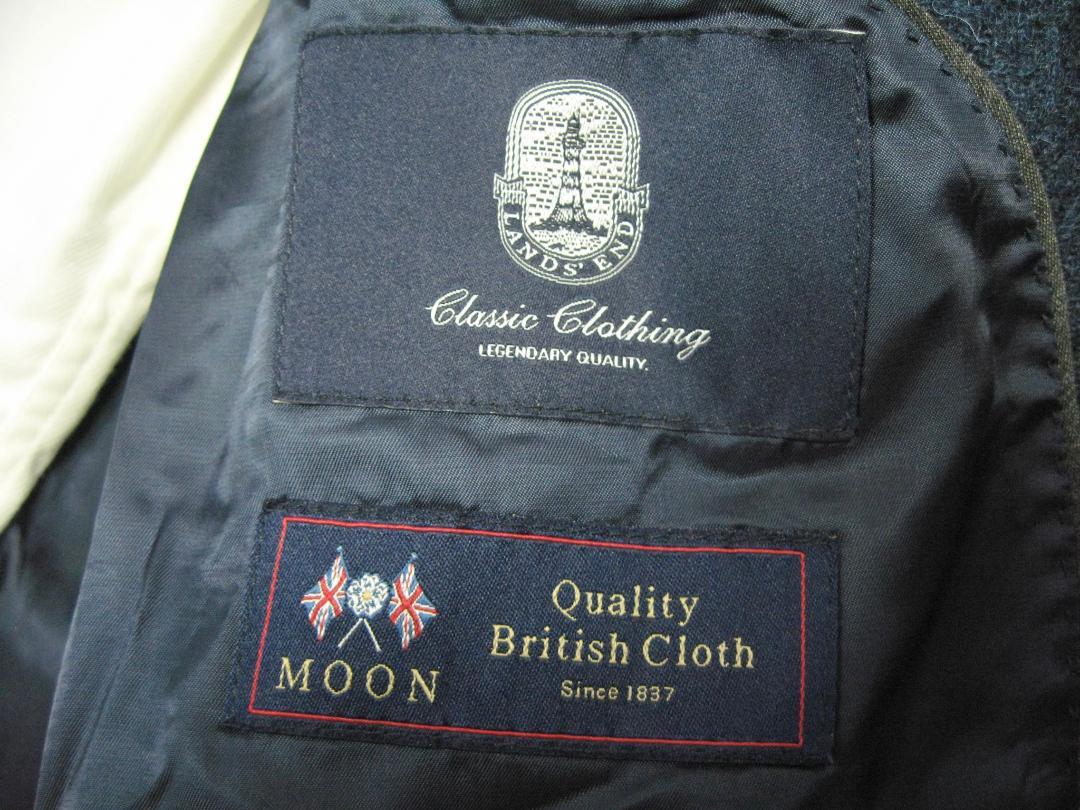 LANDS' END
Classic Clothing
LEGENDARY QUALITY.
MOON
Quality
British Cloth
Since 1837